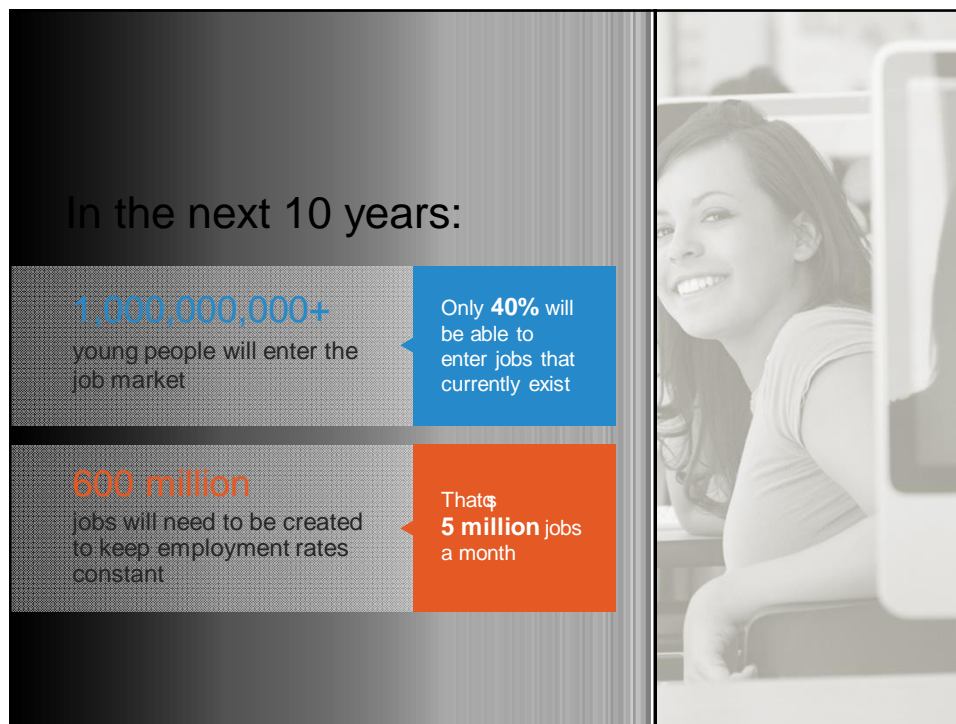 In the next 10 years:
1,000,000,000+
young people will enter the
job market
Only 40% will
be able to
enter jobs that
currently exist
600 million
jobs will need to be created
to keep employment rates
constant
5 million jobs
a month